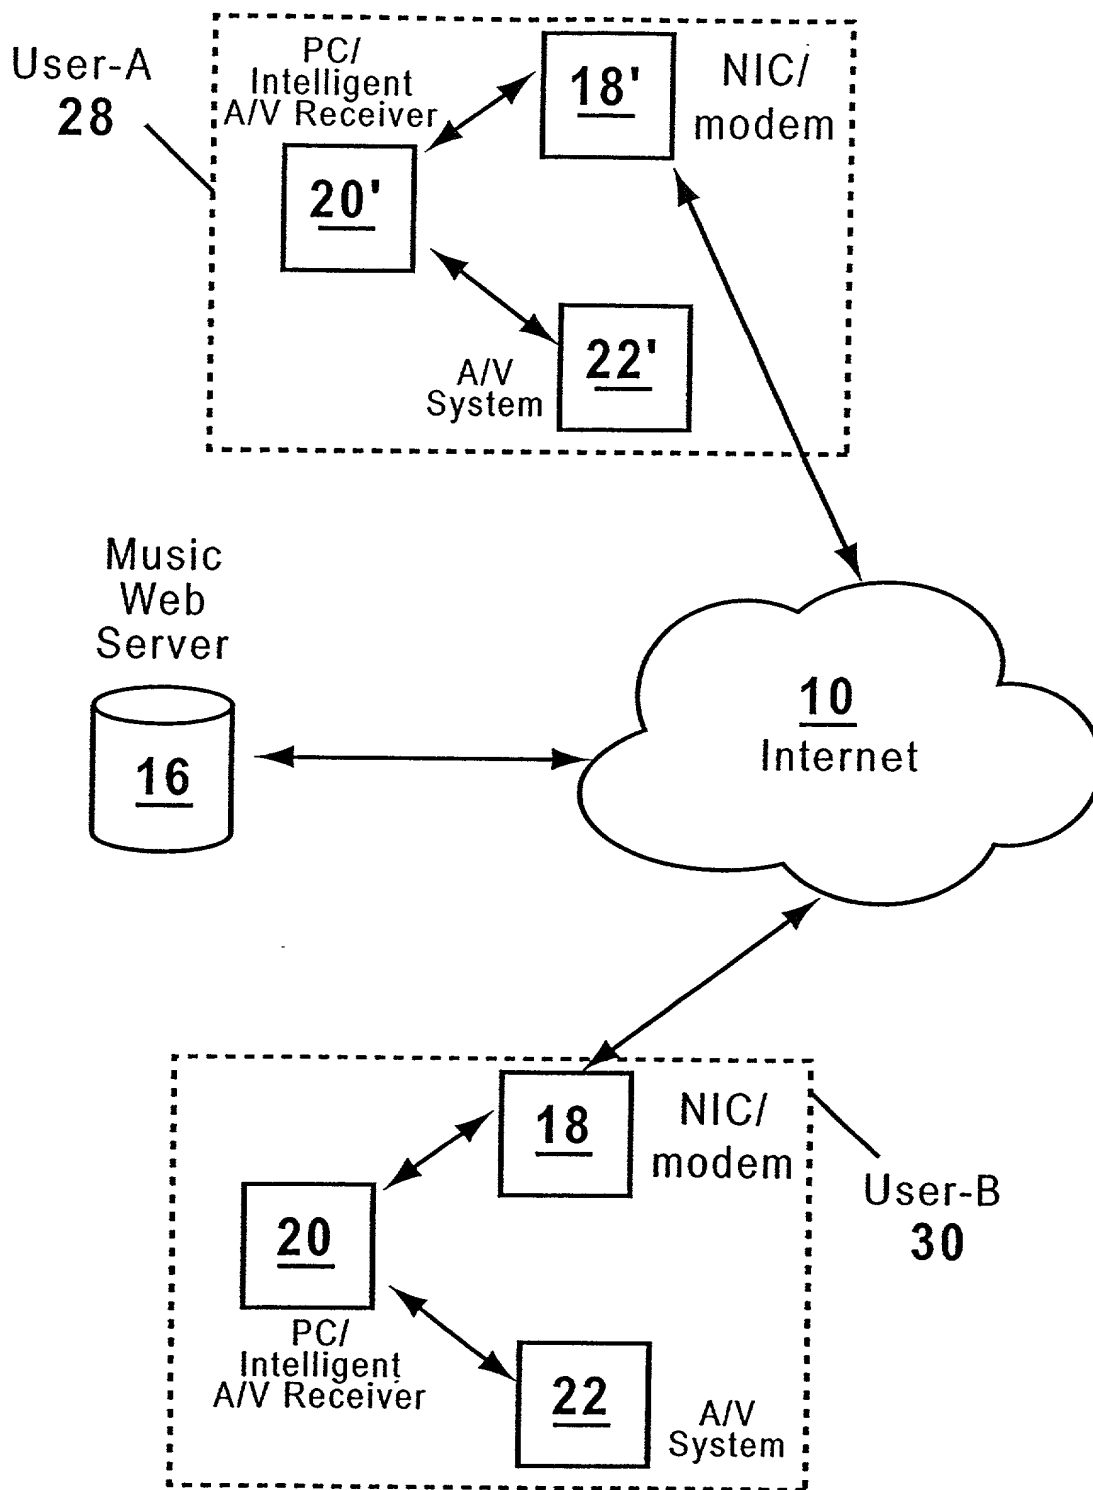 User-A
28
PC/
Intelligent
A/V Receiver
18'
NIC/
modem
20'
22'
A/V
System
Music
Web
Server
16
10
Internet
18
NIC/
modem
User-B
30
20
PC/
Intelligent
A/V Receiver
22
A/V
System